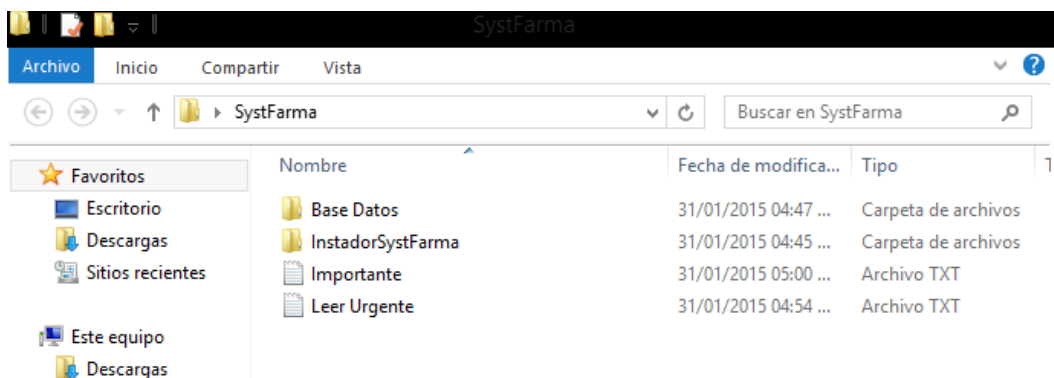 SystFarma
Archivo Inicio Compartir Vista
SystFarma Buscar en SystFarma
Favoritos
Escritorio
Descargas
Sitios recientes
Este equipo
Descargas
Nombre Fecha de modifica... Tipo T
Base Datos 31/01/2015 04:47 ... Carpeta de archivos
InstadorSystFarma 31/01/2015 04:45 ... Carpeta de archivos
Importante 31/01/2015 05:00 ... Archivo TXT
Leer Urgente 31/01/2015 04:54 ... Archivo TXT